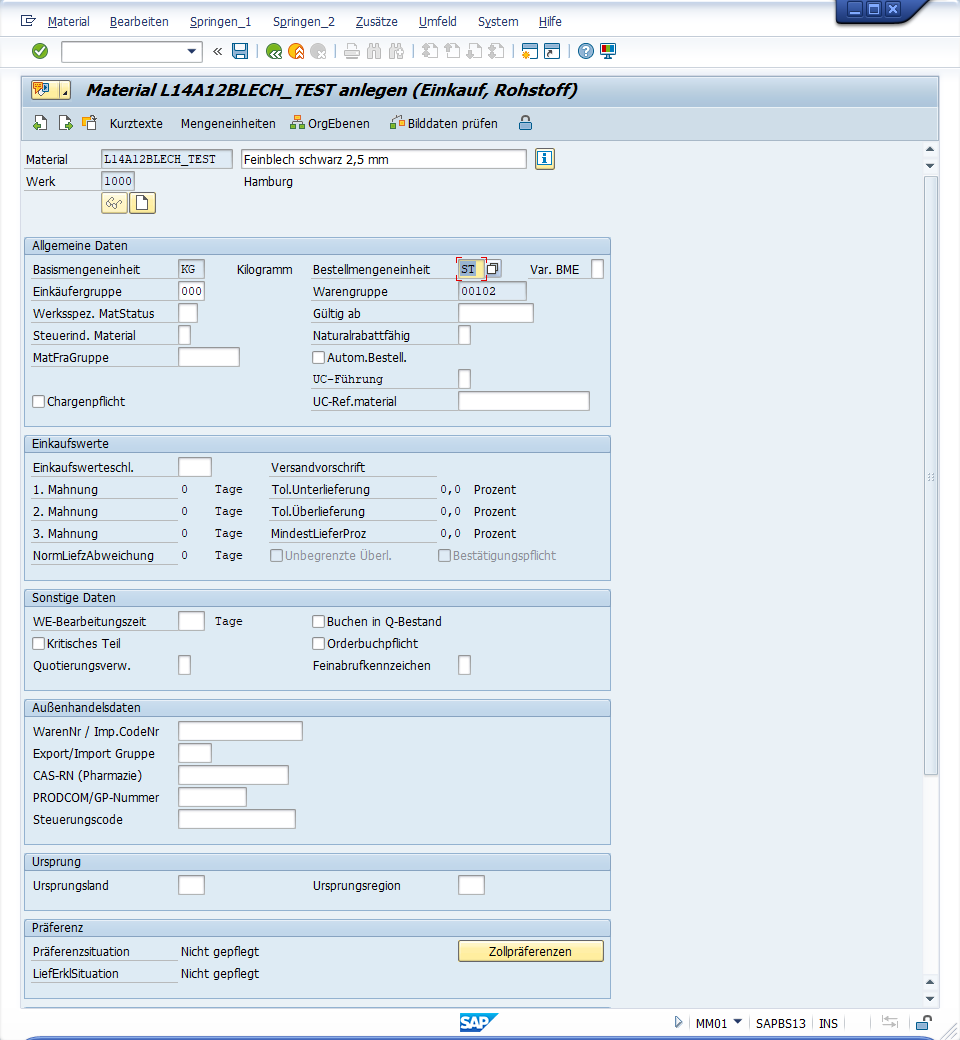 Material Bearbeiten Springen_1 Springen_2 Zusätze Umfeld System Hilfe
Material L14A12BLECH_TEST anlegen (Einkauf, Rohstoff)
Kurztexte Mengeneinheiten OrgEbenen Bilddaten prüfen
Material L14A12BLECH_TEST Feinblech schwarz 2,5 mm
Werk 1000 Hamburg
Allgemeine Daten
Basismengeneinheit KG Kilogramm Bestellmengeneinheit ST Var. BME
Einkäufergruppe 000 Warengruppe 00102
Werksspez. MatStatus Gültig ab
Steuerind. Material Naturalrabattfähig
MatFraGruppe Autom.Bestell.
UC-Führung
Chargenpflicht UC-Ref.material
Einkaufswerte
Einkaufswerteschl. Versandvorschrift
1. Mahnung 0 Tage Tol.Unterlieferung 0,0 Prozent
2. Mahnung 0 Tage Tol.Überlieferung 0,0 Prozent
3. Mahnung 0 Tage MindestLieferProz 0,0 Prozent
NormLiefzAbweichung 0 Tage Unbegrenzte Überl. Bestätigungspflicht
Sonstige Daten
WE-Bearbeitungszeit Tage Buchen in Q-Bestand
Kritisches Teil Orderbuchpflicht
Quotierungsverw. Feinabrufkennzeichen
Außenhandelsdaten
WarenNr / Imp.CodeNr
Export/Import Gruppe
CAS-RN (Pharmazie)
PRODCOM/GP-Nummer
Steuerungscode
Ursprung
Ursprungsland Ursprungsregion
Präferenz
Präferenzsituation Nicht gepflegt Zollpräferenzen
LiefErklSituation Nicht gepflegt
SAP MM01 SAPBS13 INS